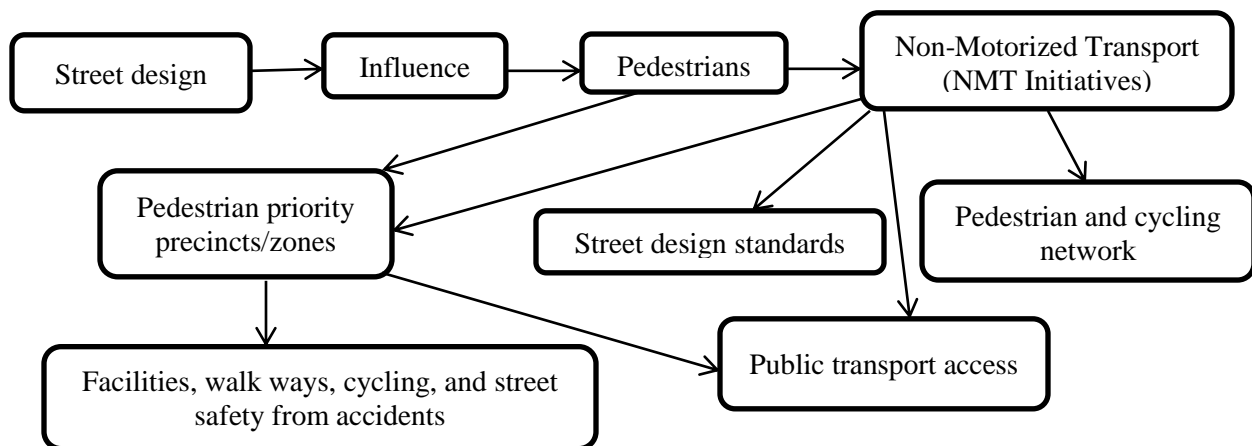 Street design
Influence
Pedestrians
Non-Motorized Transport
(NMT Initiatives)
Pedestrian priority
precincts/zones
Street design standards
Pedestrian and cycling
network
Facilities, walk ways, cycling, and street
safety from accidents
Public transport access